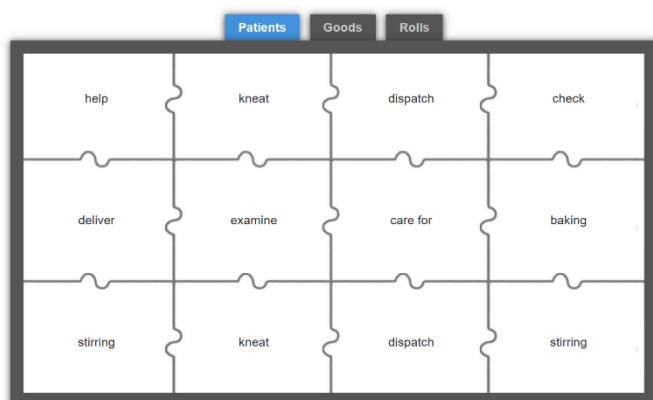 Patients Goods Rolls
help kneat dispatch check
deliver examine care for baking
stirring kneat dispatch stirring